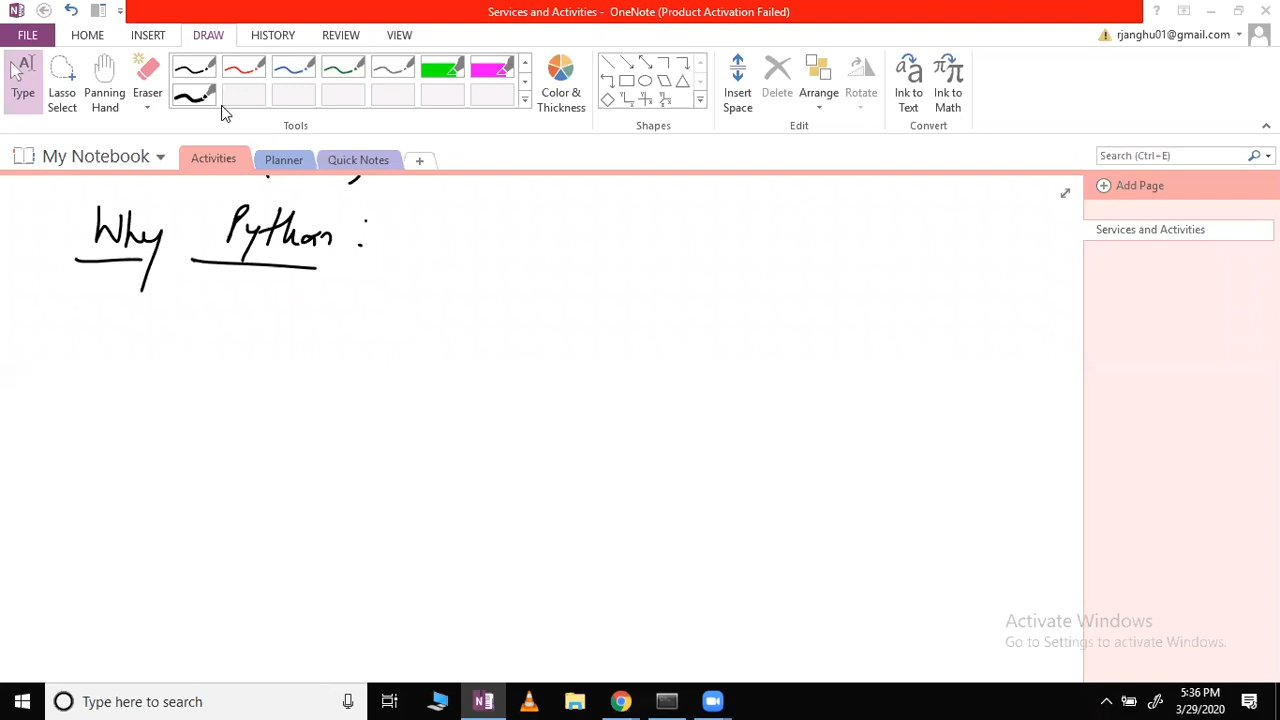 Services and Activities - OneNote (Product Activation Failed)
?
FILE HOME INSERT DRAW HISTORY REVIEW VIEW
rjanghu01@gmail.com
Type
Lasso Select
Panning Hand
Eraser
Color & Thickness
Insert Space
Delete
Arrange
Rotate
Ink to Text
Ink to Math
Tools
Shapes
Edit
Convert
My Notebook
Activities
Planner
Quick Notes
Search (Ctrl+E)
Add Page
Services and Activities
Why Python :
Activate Windows
Go to Settings to activate Windows.
Type here to search
5:36 PM
3/29/2020